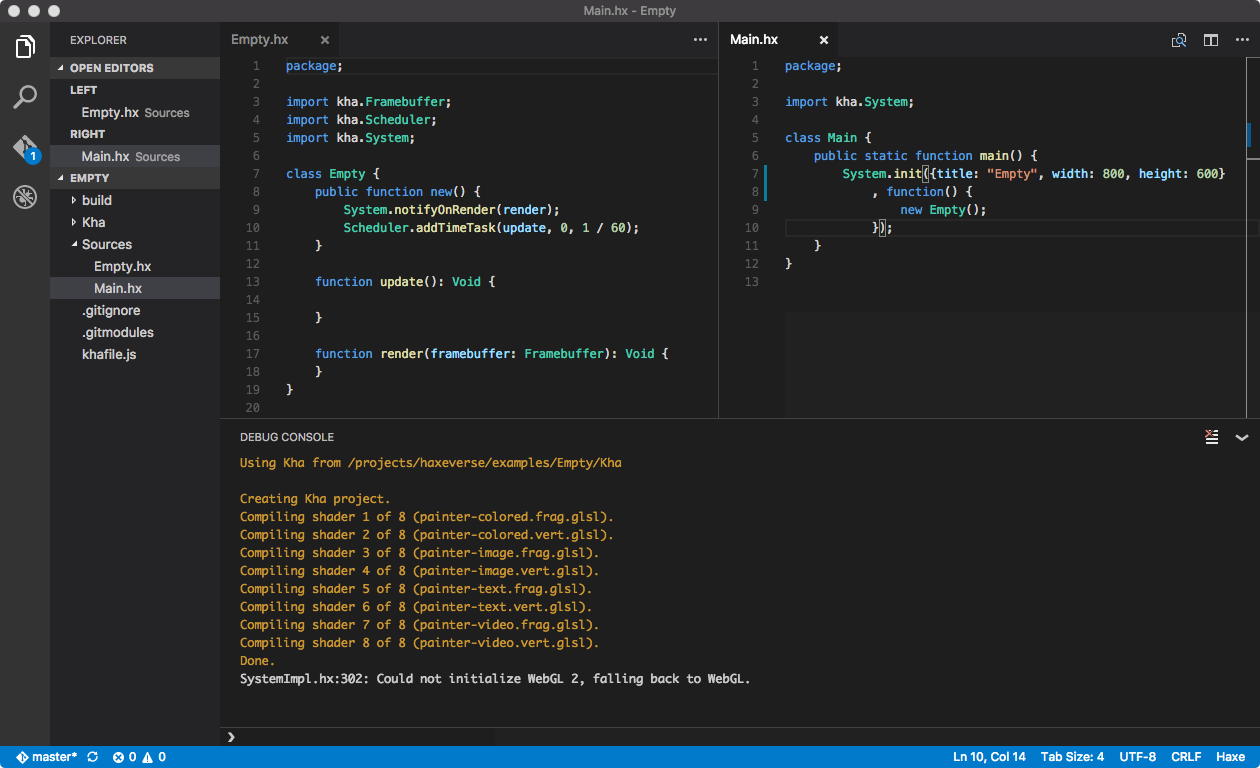 Main.hx - Empty
EXPLORER
OPEN EDITORS
LEFT
Empty.hx Sources
RIGHT
Main.hx Sources
EMPTY
build
Kha
Sources
Empty.hx
Main.hx
.gitignore
.gitmodules
khafile.js
1
Empty.hx
1 package;
2
3 import kha.Framebuffer;
4 import kha.Scheduler;
5 import kha.System;
6
7 class Empty {
8     public function new() {
9         System.notifyOnRender(render);
10         Scheduler.addTimeTask(update, 0, 1 / 60);
11     }
12
13     function update(): Void {
14
15     }
16
17     function render(framebuffer: Framebuffer): Void {
18     }
19 }
20
Main.hx
1 package;
2
3 import kha.System;
4
5 class Main {
6     public static function main() {
7         System.init({title: "Empty", width: 800, height: 600}
8             , function() {
9                 new Empty();
10             });
11     }
12 }
13
DEBUG CONSOLE
Using Kha from /projects/haxeverse/examples/Empty/Kha
Creating Kha project.
Compiling shader 1 of 8 (painter-colored.frag.glsl).
Compiling shader 2 of 8 (painter-colored.vert.glsl).
Compiling shader 3 of 8 (painter-image.frag.glsl).
Compiling shader 4 of 8 (painter-image.vert.glsl).
Compiling shader 5 of 8 (painter-text.frag.glsl).
Compiling shader 6 of 8 (painter-text.vert.glsl).
Compiling shader 7 of 8 (painter-video.frag.glsl).
Compiling shader 8 of 8 (painter-video.vert.glsl).
Done.
SystemImpl.hx:302: Could not initialize WebGL 2, falling back to WebGL.
master* 0 0 Ln 10, Col 14 Tab Size: 4 UTF-8 CRLF Haxe